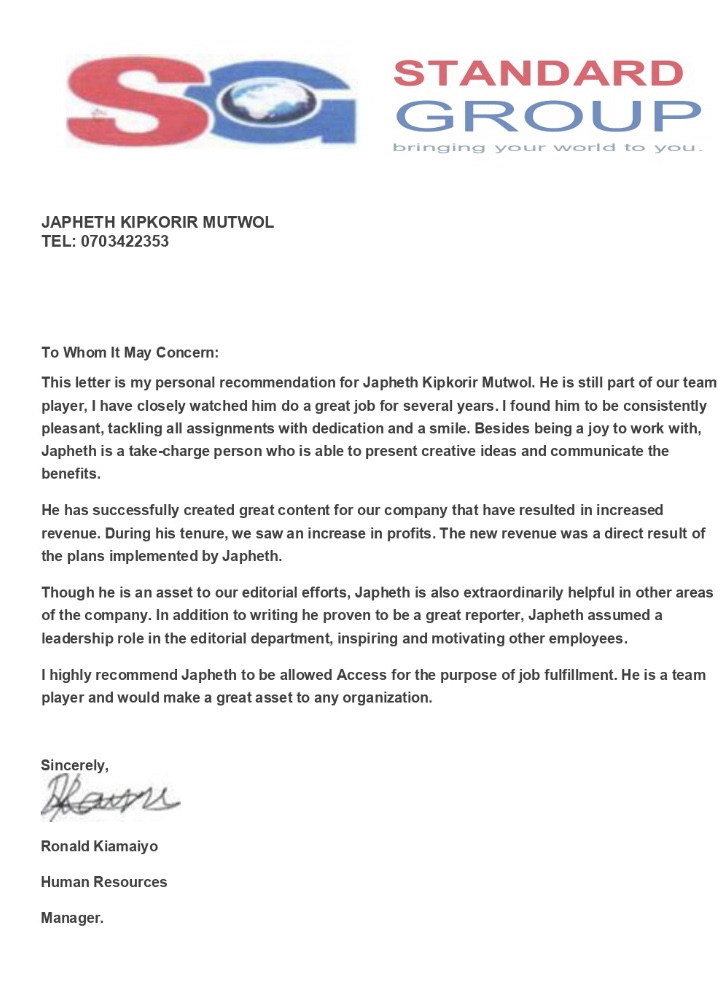 SG
STANDARD
GROUP
bringing your world to you.
JAPHETH KIPKORIR MUTWOL
TEL: 0703422353
To Whom It May Concern:
This letter is my personal recommendation for Japheth Kipkorir Mutwol. He is still part of our team
player, I have closely watched him do a great job for several years. I found him to be consistently
pleasant, tackling all assignments with dedication and a smile. Besides being a joy to work with,
Japheth is a take-charge person who is able to present creative ideas and communicate the
benefits.
He has successfully created great content for our company that have resulted in increased
revenue. During his tenure, we saw an increase in profits. The new revenue was a direct result of
the plans implemented by Japheth.
Though he is an asset to our editorial efforts, Japheth is also extraordinarily helpful in other areas
of the company. In addition to writing he proven to be a great reporter, Japheth assumed a
leadership role in the editorial department, inspiring and motivating other employees.
I highly recommend Japheth to be allowed Access for the purpose of job fulfillment. He is a team
player and would make a great asset to any organization.
Sincerely,
Ronald Kiamaiyo
Human Resources
Manager.